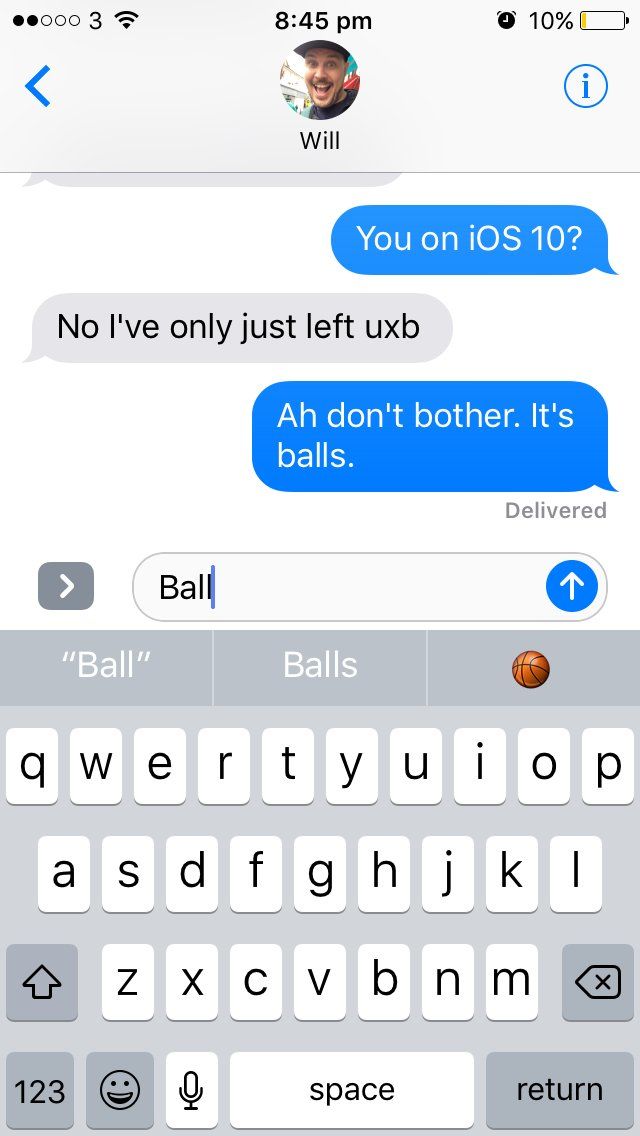 3 8:45 pm 10%
Will
You on iOS 10?
No I've only just left uxb
Ah don't bother. It's
balls.
Delivered
Ball
“Ball” Balls
q w e r t y u i o p
a s d f g h j k l
z x c v b n m
123 space return